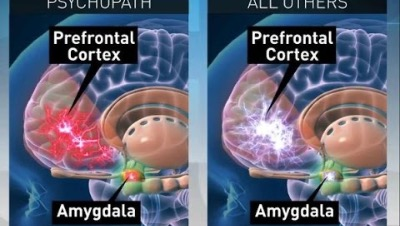 PSYCHOPATH
ALL OTHERS
Prefrontal
Cortex
Prefrontal
Cortex
Amygdala
Amygdala